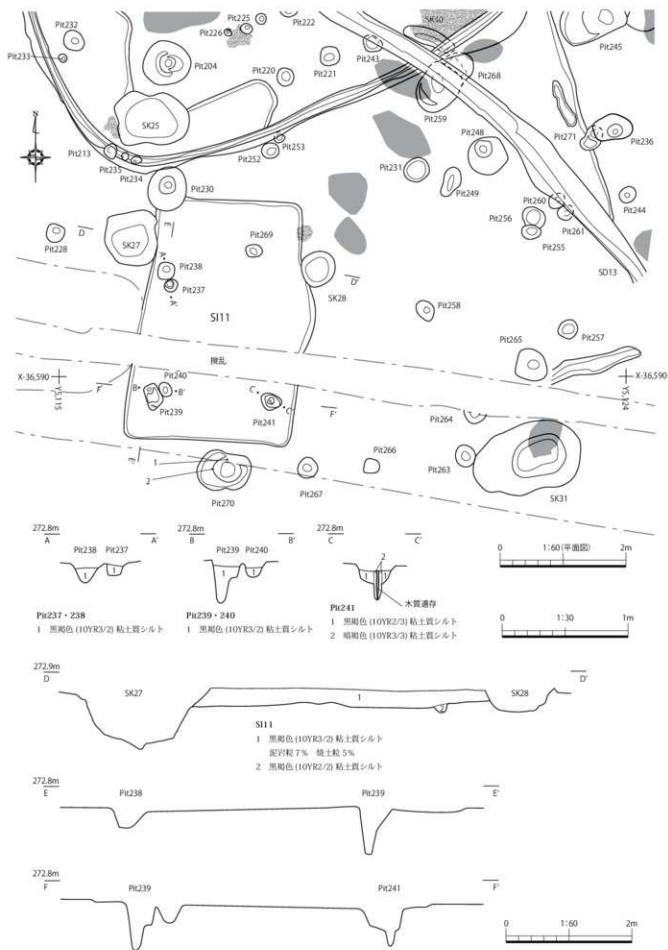 Pit232
Pit233
Pit204
Pit225
Pit226
Pit222
Pit220
Pit221
Pit243
SK30
Pit268
Pit259
Pit245
SK25
Pit213
Pit235
Pit234
Pit252
Pit253
Pit231
Pit248
Pit249
Pit271
Pit236
Pit244
Pit260
Pit256
Pit261
Pit255
SD13
N
Pit230
Pit228
D
SK27
E
Pit269
A
Pit238
Pit237
A'
SK28
D'
SI11
Pit258
Pit265
Pit257
撹乱
X-36,590
Y5,115
F
B
Pit240
B'
Pit239
C
C'
Pit241
F'
X-36,590
Y5,124
E'
1
2
Pit270
Pit267
Pit266
Pit264
Pit263
SK31
272.8m
A
A'
Pit238 Pit237
1 1
272.8m
B
B'
Pit239 Pit240
1 1
272.8m
C
C'
2
1 1
木質遺存
0 1:60 (平面図) 2m
0 1:30 1m
Pit237・238
1 黒褐色 (10YR3/2) 粘土質シルト
Pit239・240
1 黒褐色 (10YR3/2) 粘土質シルト
Pit241
1 黒褐色 (10YR2/3) 粘土質シルト
2 暗褐色 (10YR3/3) 粘土質シルト
272.9m
D
D'
SK27
1
2
SK28
SI11
1 黒褐色 (10YR3/2) 粘土質シルト
泥岩粒 7% 焼土粒 5%
2 黒褐色 (10YR2/2) 粘土質シルト
272.8m
E
E'
Pit238
Pit239
272.8m
F
F'
Pit239
Pit241
0 1:60 2m